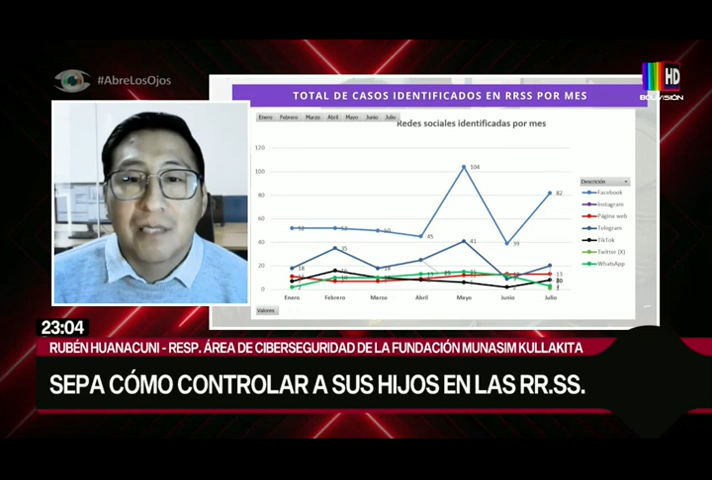 #AbreLosOjos
HD
BOLIVISIÓN
TOTAL DE CASOS IDENTIFICADOS EN RRSS POR MES
Enero Febrero Marzo Abril Mayo Junio Julio
Redes sociales identificadas por mes
120
100
80
60
40
20
0
52 52 50 45 104 39 82
18 35 18 25 41 9
13
Enero Febrero Marzo Abril Mayo Junio Julio
Descripción
Facebook
Instagram
Página web
Telegram
TikTok
Twitter (X)
WhatsApp
Valores
23:04
RUBÉN HUANACUNI - RESP. ÁREA DE CIBERSEGURIDAD DE LA FUNDACIÓN MUNASIM KULLAKITA
SEPA CÓMO CONTROLAR A SUS HIJOS EN LAS RR.SS.